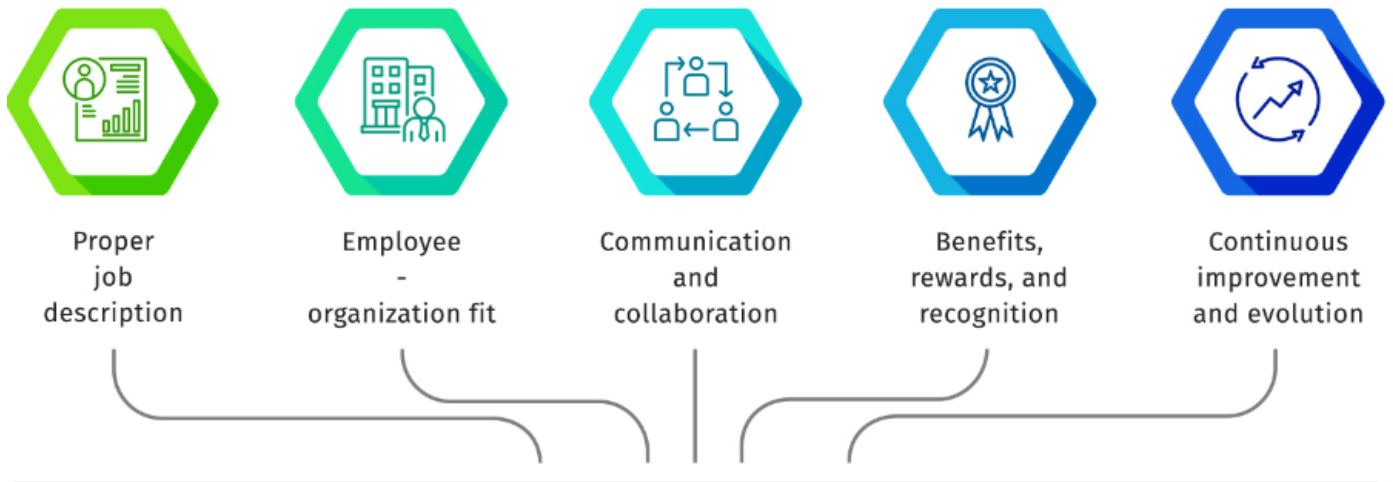 Proper
job
description
Employee
-
organization fit
Communication
and
collaboration
Benefits,
rewards, and
recognition
Continuous
improvement
and evolution